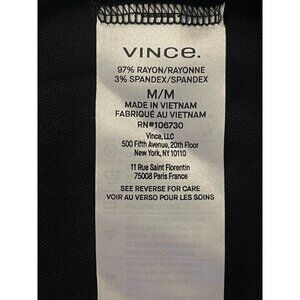 VINCE.
97% RAYON/RAYONNE
3% SPANDEX/SPANDEX
M/M
MADE IN VIETNAM
FABRIQUÉ AU VIETNAM
RN#106730
Vince, LLC
500 Fifth Avenue, 20th Floor
New York, NY 10110
11 Rue Saint Florentin
75008 Paris France
SEE REVERSE FOR CARE
VOIR AU VERSO POUR LES SOINS